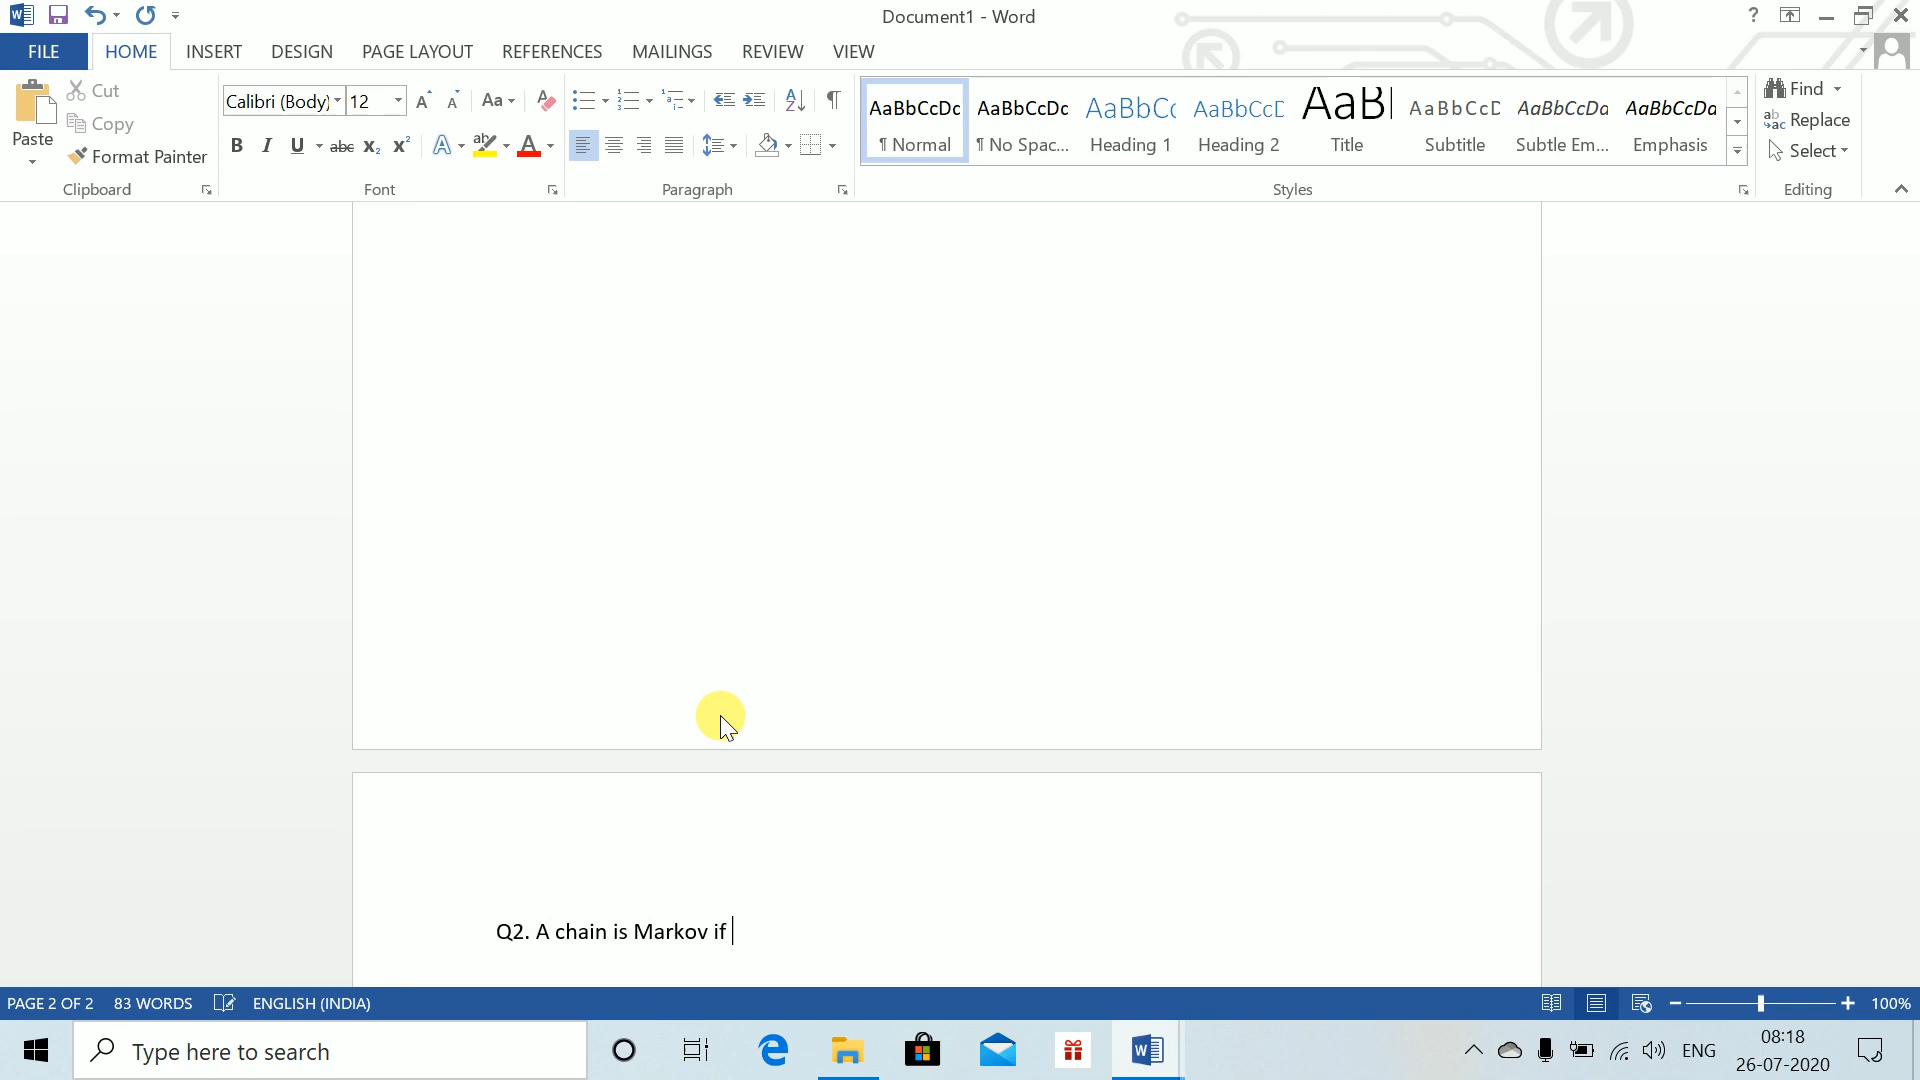 Document1 - Word
FILE HOME INSERT DESIGN PAGE LAYOUT REFERENCES MAILINGS REVIEW VIEW
Paste
Cut
Copy
Format Painter
Clipboard
Calibri (Body) 12
Font
Paragraph
AaBbCcDc AaBbCcDc AaBbCc AaBbCcD AaBl AaBbCcD AaBbCcDa AaBbCcDa
¶ Normal ¶ No Spac... Heading 1 Heading 2 Title Subtitle Subtle Em... Emphasis
Styles
Find
Replace
Select
Editing
Q2. A chain is Markov if
PAGE 2 OF 2 83 WORDS ENGLISH (INDIA) 100%
Type here to search
ENG
08:18
26-07-2020